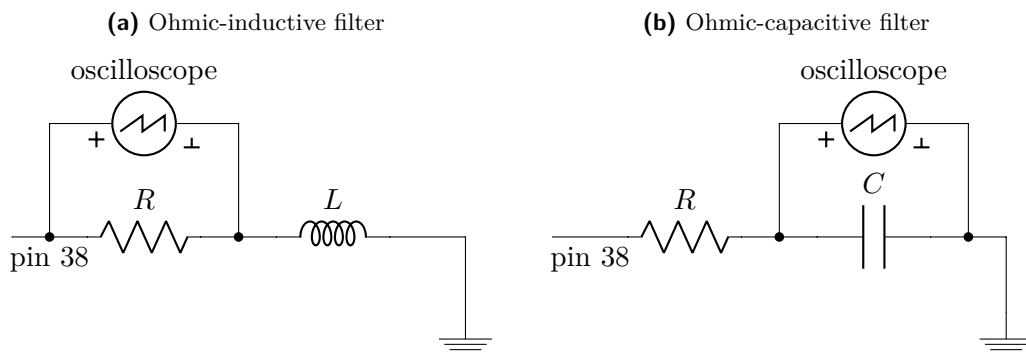 (a) Ohmic-inductive filter
oscilloscope
+
R
L
pin 38
(b) Ohmic-capacitive filter
oscilloscope
+
C
R
pin 38